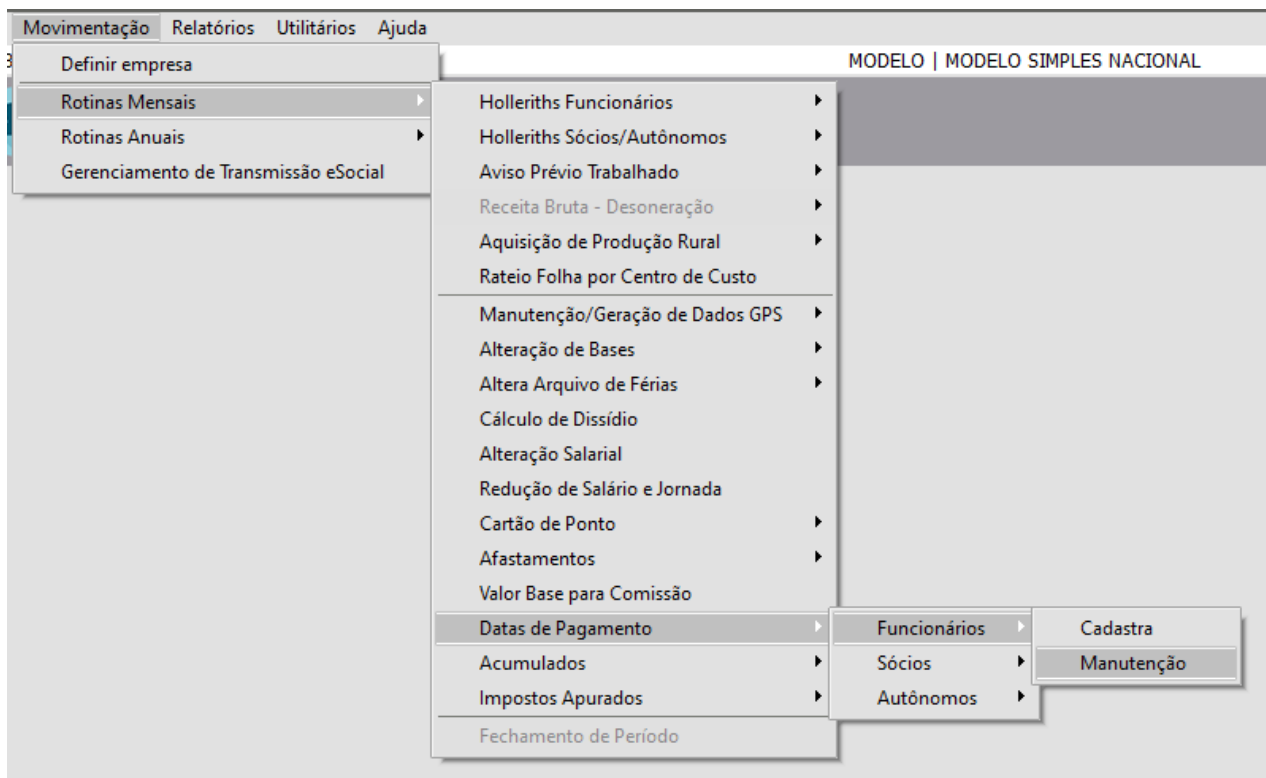 Movimentação Relatórios Utilitários Ajuda
MODELO | MODELO SIMPLES NACIONAL
Definir empresa
Rotinas Mensais
Rotinas Anuais
Gerenciamento de Transmissão eSocial
Holleriths Funcionários
Holleriths Sócios/Autônomos
Aviso Prévio Trabalhado
Receita Bruta - Desoneração
Aquisição de Produção Rural
Rateio Folha por Centro de Custo
Manutenção/Geração de Dados GPS
Alteração de Bases
Altera Arquivo de Férias
Cálculo de Dissídio
Alteração Salarial
Redução de Salário e Jornada
Cartão de Ponto
Afastamentos
Valor Base para Comissão
Datas de Pagamento
Acumulados
Impostos Apurados
Fechamento de Período
Funcionários
Sócios
Autônomos
Cadastra
Manutenção